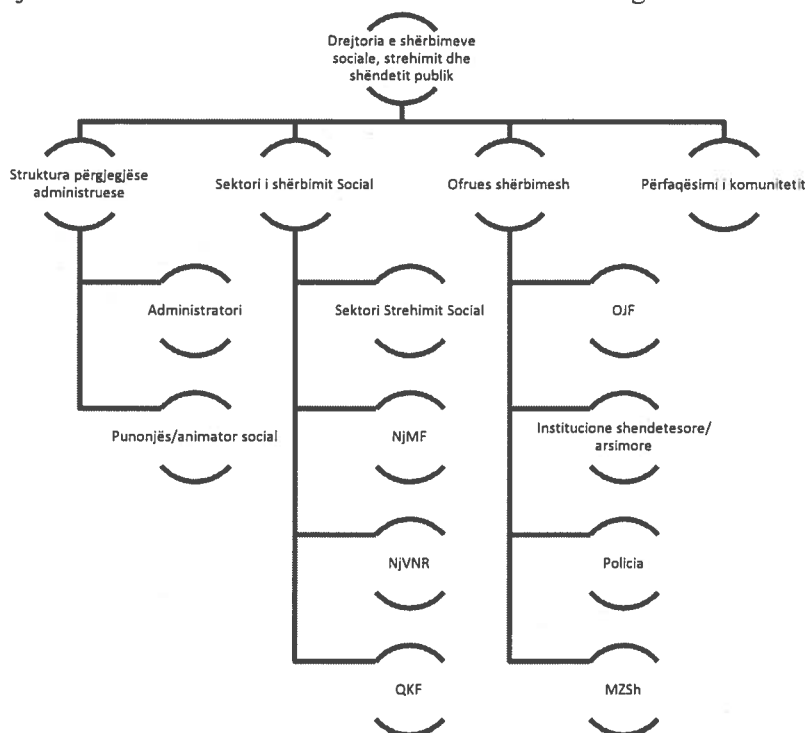 Drejtoria e shërbimeve
sociale, strehimit dhe
shëndetit publik
Struktura përgjegjëse
administruese
Sektori i shërbimit Social
Ofrues shërbimesh
Përfaqësimi i komunitetit
Administratori
Sektori Strehimit Social
OJF
Punonjës/animator social
NjMF
Institucione shendetesore/
arsimore
NjVNR
Policia
QKF
MZSh